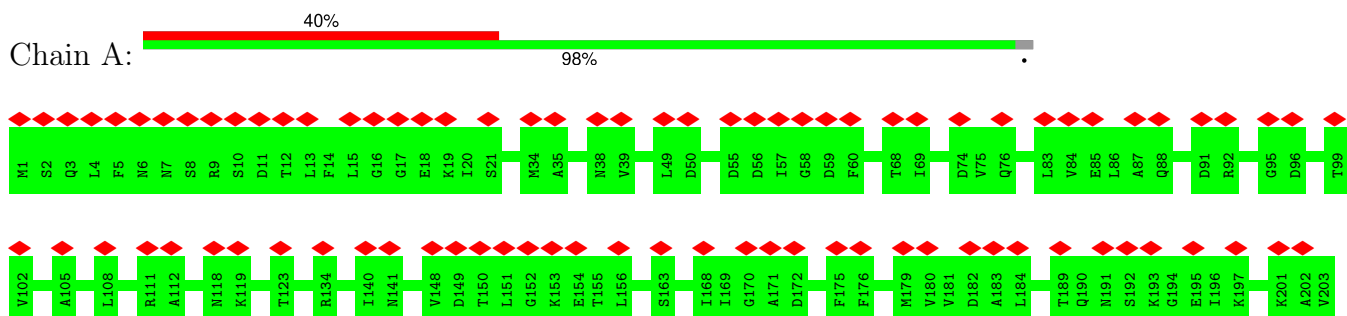 40%
Chain A:
98%
•
M1 S2 Q3 L4 F5 N6 N7 S8 R9 S10 D11 T12 L13 F14 L15 G16 G17 E18 K19 I20 S21 M34 A35 N38 V39 L49 D50 D55 D56 I57 G58 D59 F60 T68 I69 D74 V75 Q76 L83 V84 E85 L86 A87 Q88 D91 R92 G95 D96 T99
V102 A105 L108 R111 A112 N118 K119 T123 R134 I140 N141 V148 D149 T150 L151 G152 K153 E154 T155 L156 S163 I168 I169 G170 A171 D172 F175 F176 M179 V180 V181 D182 A183 L184 T189 Q190 N191 S192 K193 G194 E195 I196 K197 K201 A202 V203